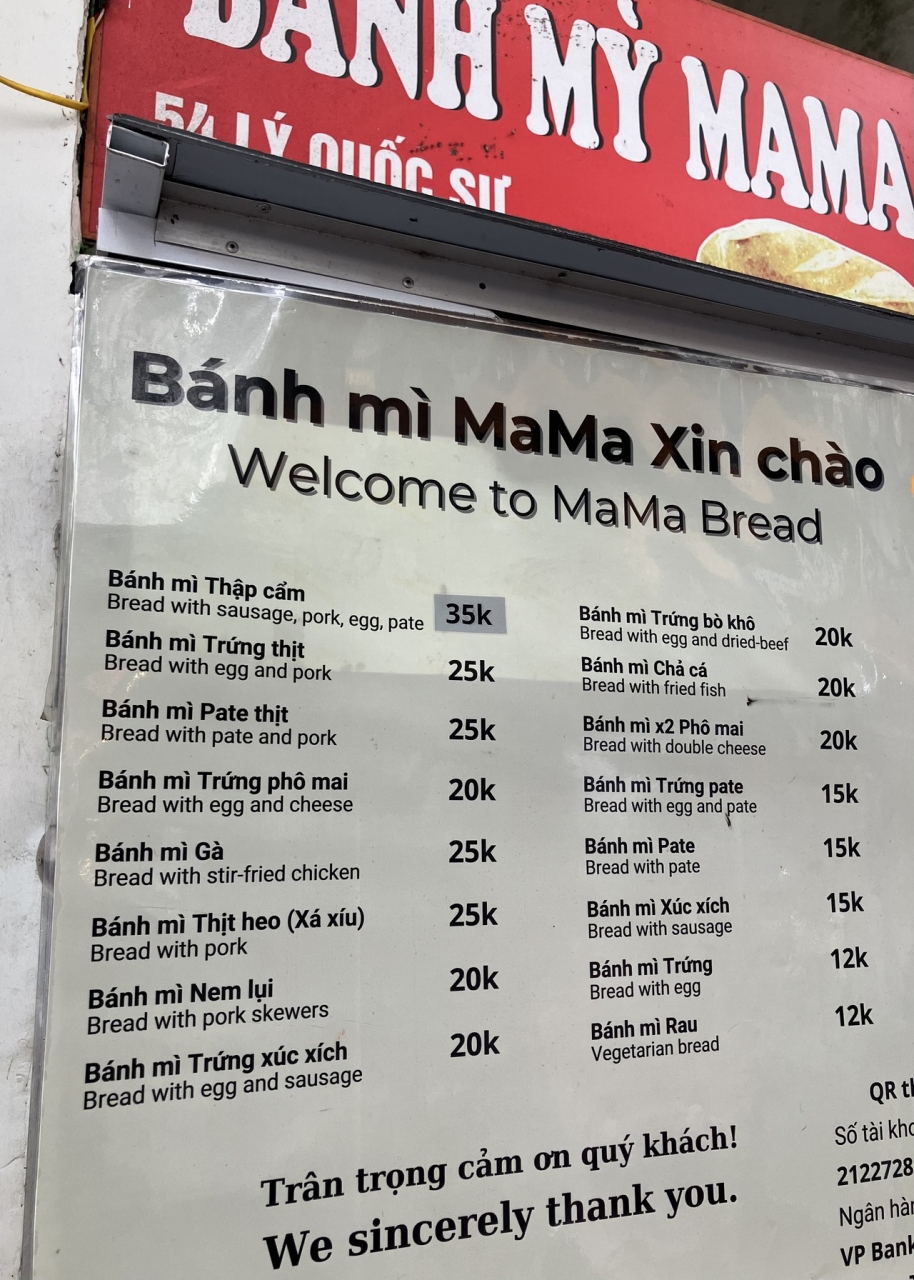 BÁNH MỲ MAMA
54 LÝ QUỐC SƯ
Bánh mì MaMa Xin chào
Welcome to MaMa Bread
Bánh mì Thập cẩm
Bread with sausage, pork, egg, pate 35k
Bánh mì Trứng thịt
Bread with egg and pork 25k
Bánh mì Pate thịt
Bread with pate and pork 25k
Bánh mì Trứng phô mai
Bread with egg and cheese 20k
Bánh mì Gà
Bread with stir-fried chicken 25k
Bánh mì Thịt heo (Xá xíu)
Bread with pork 25k
Bánh mì Nem lụi
Bread with pork skewers 20k
Bánh mì Trứng xúc xích
Bread with egg and sausage 20k
Bánh mì Trứng bò khô
Bread with egg and dried-beef 20k
Bánh mì Chả cá
Bread with fried fish 20k
Bánh mì x2 Phô mai
Bread with double cheese 20k
Bánh mì Trứng pate
Bread with egg and pate 15k
Bánh mì Pate
Bread with pate 15k
Bánh mì Xúc xích
Bread with sausage 15k
Bánh mì Trứng
Bread with egg 12k
Bánh mì Rau
Vegetarian bread 12k
Trân trọng cảm ơn quý khách!
We sincerely thank you.
QR
Số tài
2122728
Ngân
VP Bank